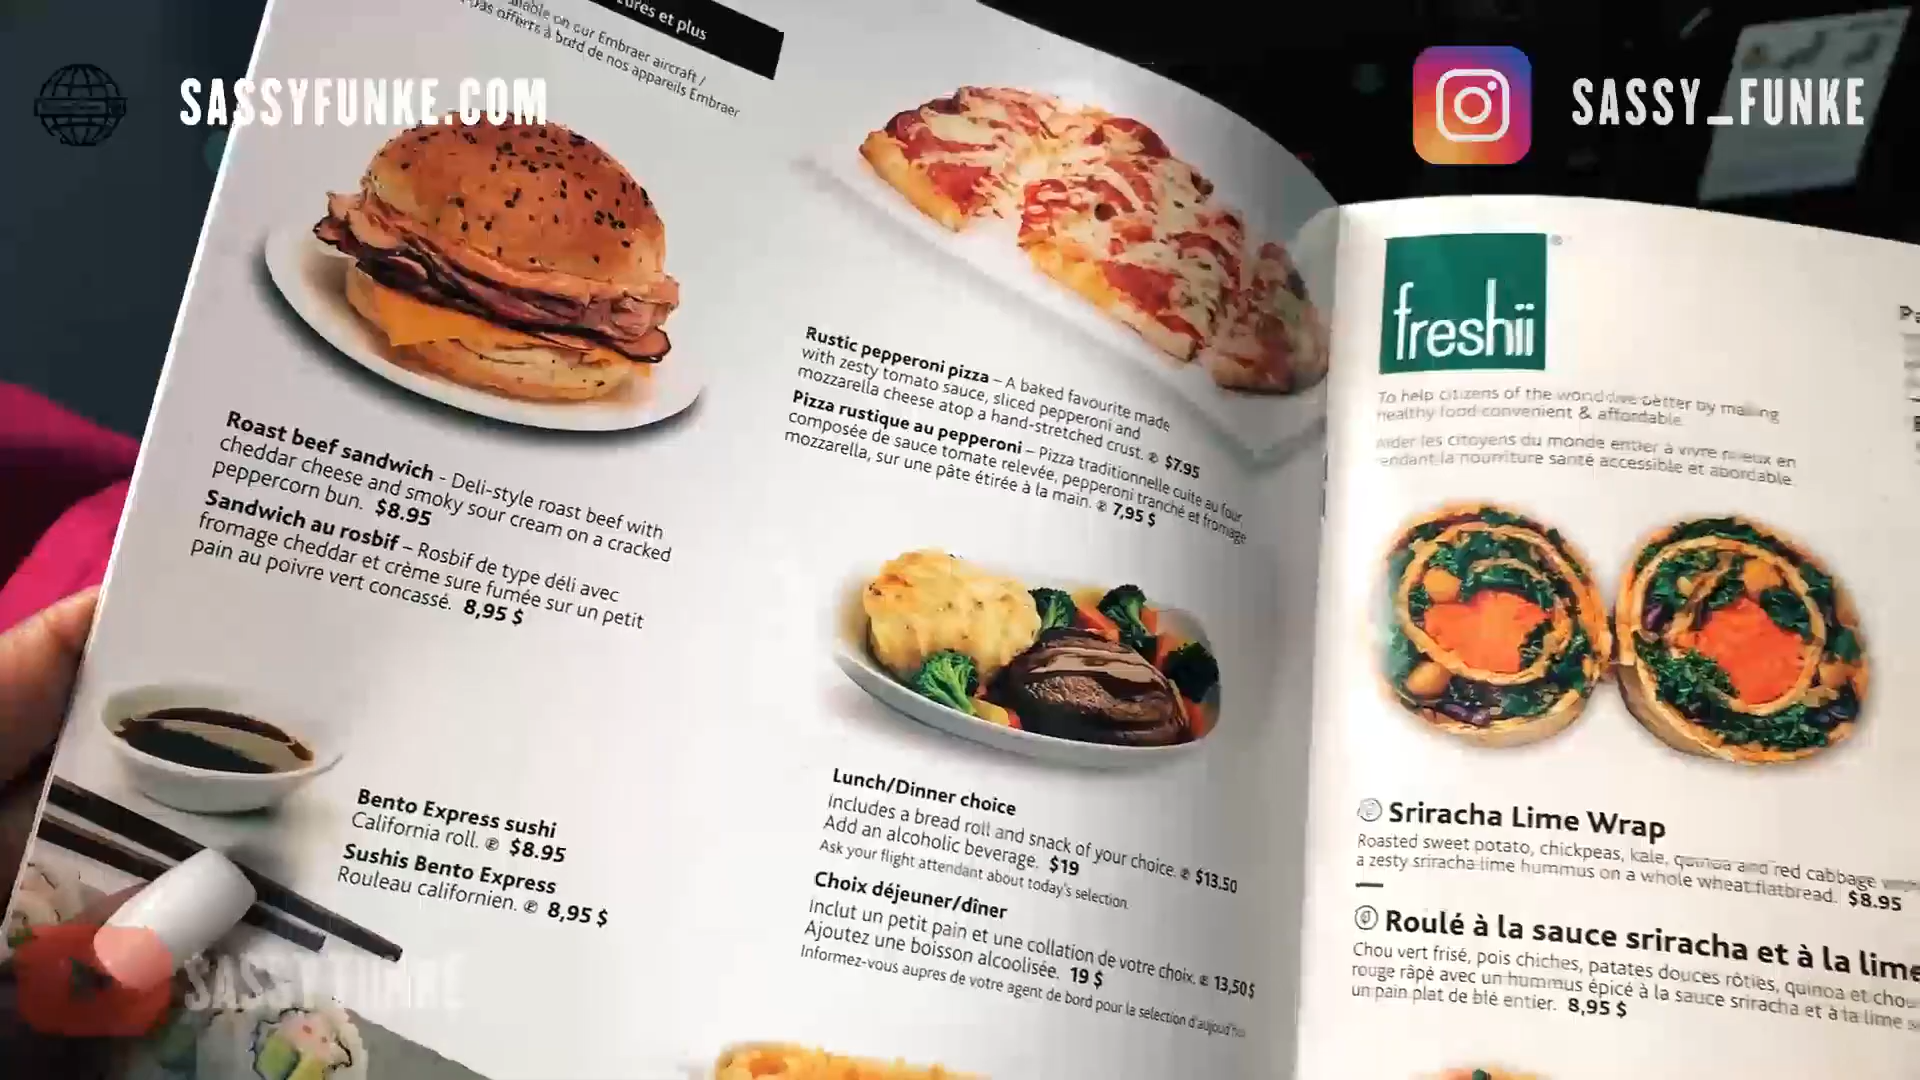 ures et plus
ilable on our Embraer aircraft /
pas offerts à bord de nos appareils Embraer
SASSYFUNKE.COM
SASSY_FUNKE
Roast beef sandwich - Deli-style roast beef with
cheddar cheese and smoky sour cream on a cracked
peppercorn bun. $8.95
Sandwich au rosbif – Rosbif de type déli avec
fromage cheddar et crème sure fumée sur un petit
pain au poivre vert concassé. 8,95 $
Bento Express sushi
California roll. $8.95
Sushis Bento Express
Rouleau californien. 8,95 $
SASSYFUNKE
Rustic pepperoni pizza – A baked favourite made
with zesty tomato sauce, sliced pepperoni and
mozzarella cheese atop a hand-stretched crust. $7.95
Pizza rustique au pepperoni – Pizza traditionnelle cuite au four,
composée de sauce tomate relevée, pepperoni tranché et fromage
mozzarella, sur une pâte étirée à la main. 7,95 $
Lunch/Dinner choice
Includes a bread roll and snack of your choice. $13.50
Add an alcoholic beverage. $19
Ask your flight attendant about today's selection.
Choix déjeuner/dîner
Inclut un petit pain et une collation de votre choix. 13,50$
Ajoutez une boisson alcoolisée. 19 $
Informez-vous aupres de votre agent de bord pour la selection d'aujourd'hui
freshii®
To help citizens of the world live better by making
healthy food convenient & affordable.
Aider les citoyens du monde entier à vivre mieux en
rendant la nourriture santé accessible et abordable.
Sriracha Lime Wrap
Roasted sweet potato, chickpeas, kale, quinoa and red cabbage with
a zesty sriracha-lime hummus on a whole wheat flatbread. $8.95
Roulé à la sauce sriracha et à la lime
Chou vert frisé, pois chiches, patates douces rôties, quinoa et chou
rouge râpé avec un hummus épicé à la sauce sriracha et à la lime
un pain plat de blé entier. 8,95 $